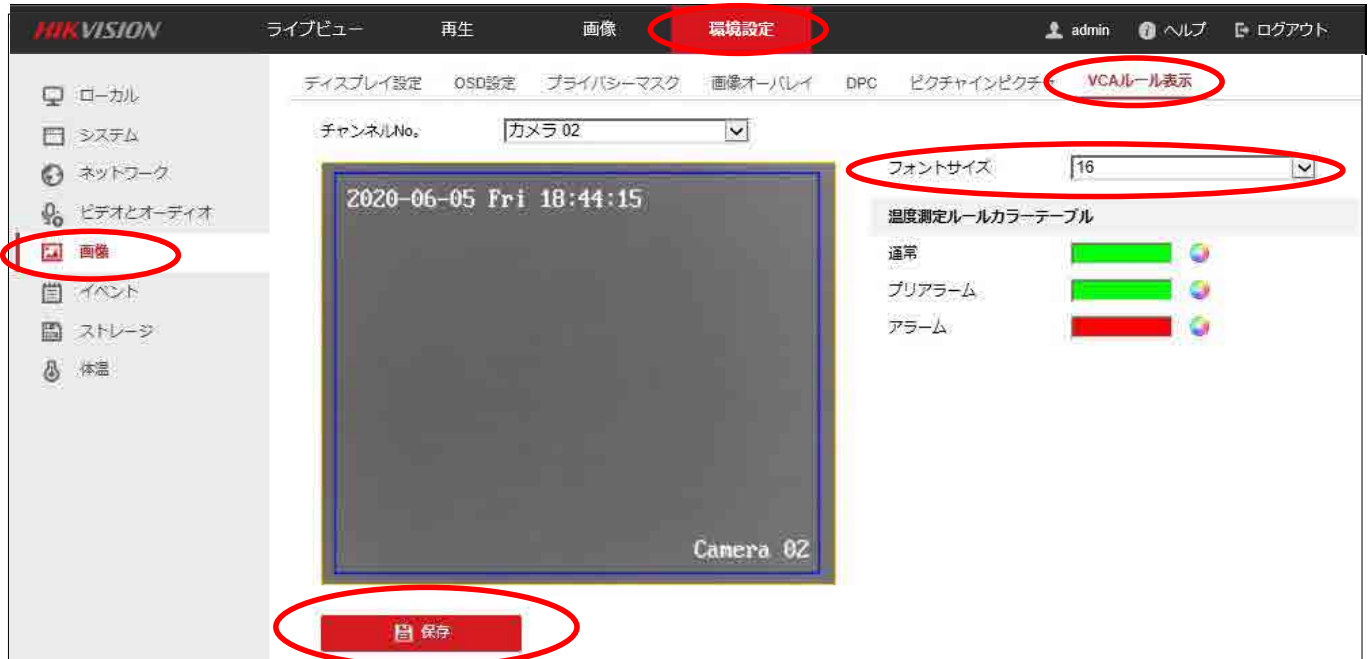 HIKVISION ライブビュー 再生 画像 環境設定 admin ヘルプ ログアウト
ローカル
システム
ネットワーク
ビデオとオーディオ
画像
イベント
ストレージ
体温
ディスプレイ設定 OSD設定 プライバシーマスク 画像オーバレイ DPC ピクチャインピクチャ VCAルール表示
チャンネルNo。 カメラ 02
2020-06-05 Fri 18:44:15
Camera 02
フォントサイズ 16
温度測定ルールカラーテーブル
通常
プリアラーム
アラーム
保存